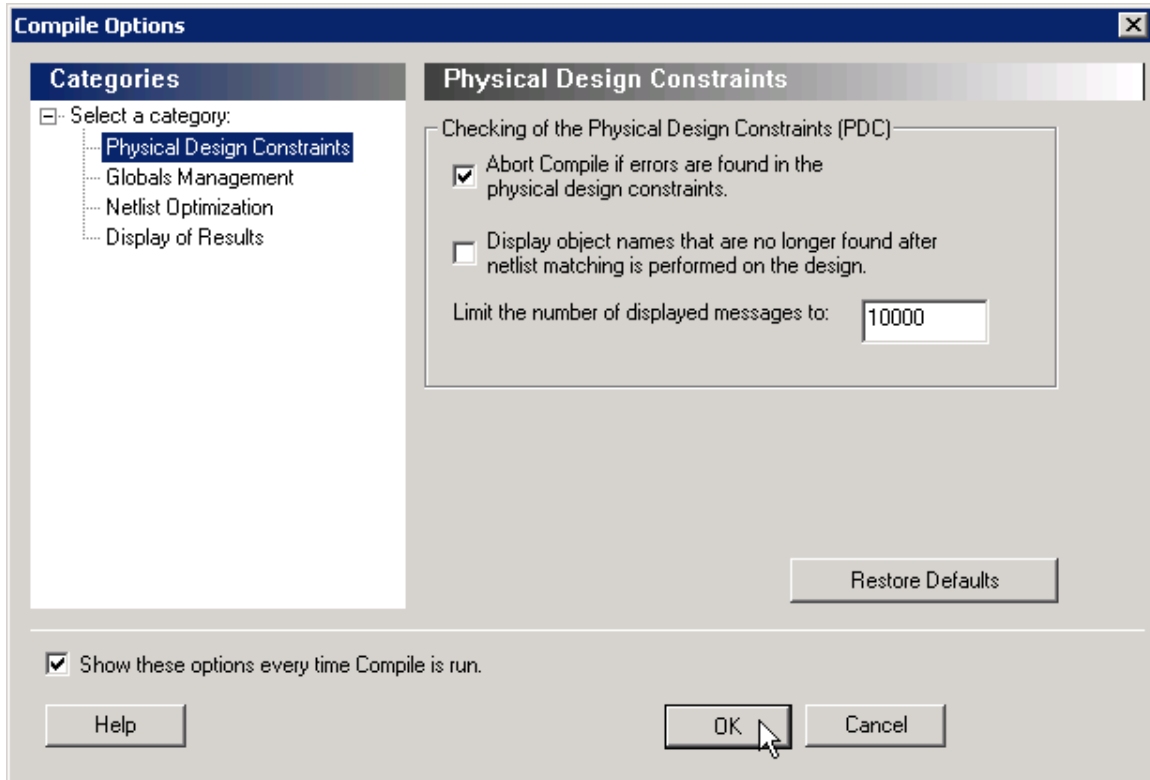 Compile Options
Categories
Select a category:
Physical Design Constraints
Globals Management
Netlist Optimization
Display of Results
Physical Design Constraints
Checking of the Physical Design Constraints (PDC)
Abort Compile if errors are found in the
physical design constraints.
Display object names that are no longer found after
netlist matching is performed on the design.
Limit the number of displayed messages to:
10000
Restore Defaults
Show these options every time Compile is run.
Help
OK
Cancel